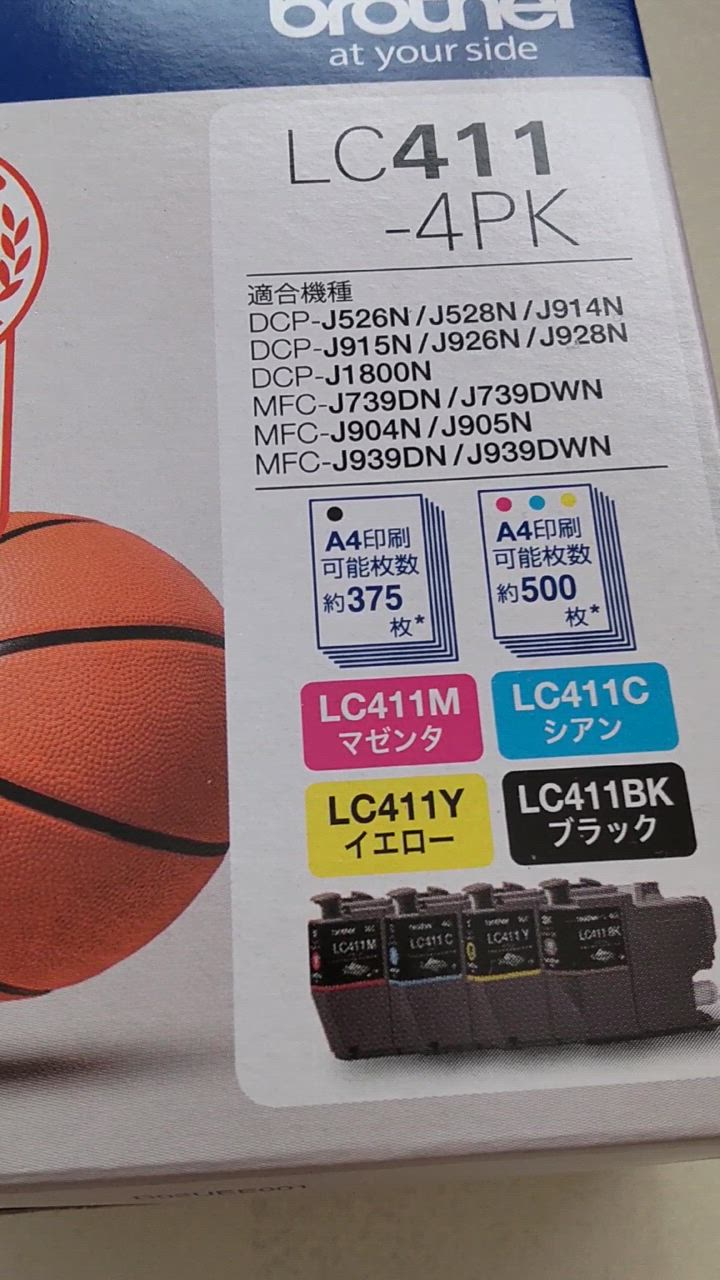 brother
at your side
LC411
-4PK
適合機種
DCP-J526N/J528N/J914N
DCP-J915N/J926N/J928N
DCP-J1800N
MFC-J739DN/J739DWN
MFC-J904N/J905N
MFC-J939DN/J939DWN
A4印刷
可能枚数
約375
枚*
A4印刷
可能枚数
約500
枚*
LC411M
マゼンタ
LC411C
シアン
LC411Y
イエロー
LC411BK
ブラック
brother
brother
brother
brother
LC411M
LC411C
LC411Y
LC411BK